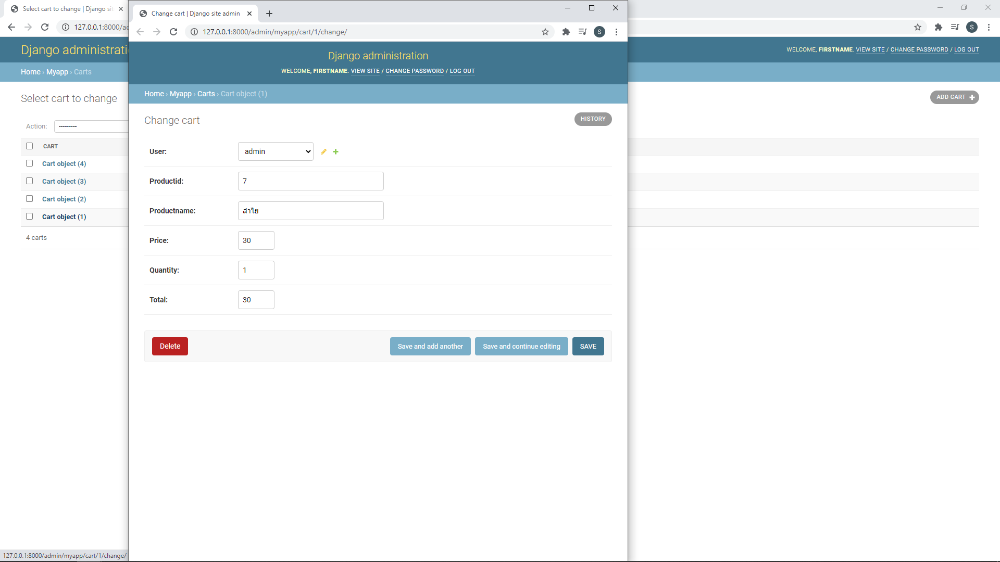 Select cart to change | Django sit
127.0.0.1:8000/ad
Django administrati
Home › Myapp › Carts
Select cart to change
Action: ---------
CART
Cart object (4)
Cart object (3)
Cart object (2)
Cart object (1)
4 carts
127.0.0.1:8000/admin/myapp/cart/1/change/
Change cart | Django site admin
127.0.0.1:8000/admin/myapp/cart/1/change/
Django administration
WELCOME, FIRSTNAME. VIEW SITE / CHANGE PASSWORD / LOG OUT
Home › Myapp › Carts › Cart object (1)
Change cart
HISTORY
User: admin
Productid: 7
Productname: ลำไย
Price: 30
Quantity: 1
Total: 30
Delete
Save and add another
Save and continue editing
SAVE
S
S
WELCOME, FIRSTNAME. VIEW SITE / CHANGE PASSWORD / LOG OUT
ADD CART